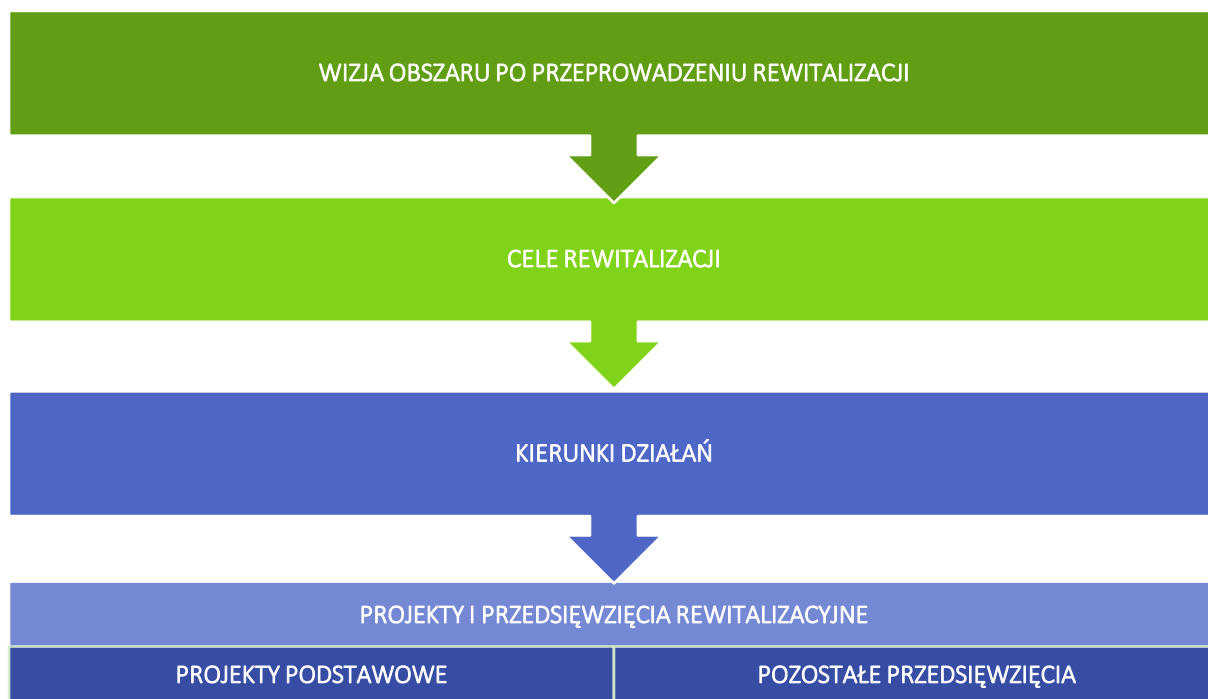 WIZJA OBSZARU PO PRZEPROWADZENIU REWITALIZACJI
CELE REWITALIZACJI
KIERUNKI DZIAŁAŃ
PROJEKTY I PRZEDSIĘWZIĘCIA REWITALIZACYJNE
PROJEKTY PODSTAWOWE
POZOSTAŁE PRZEDSIĘWZIĘCIA